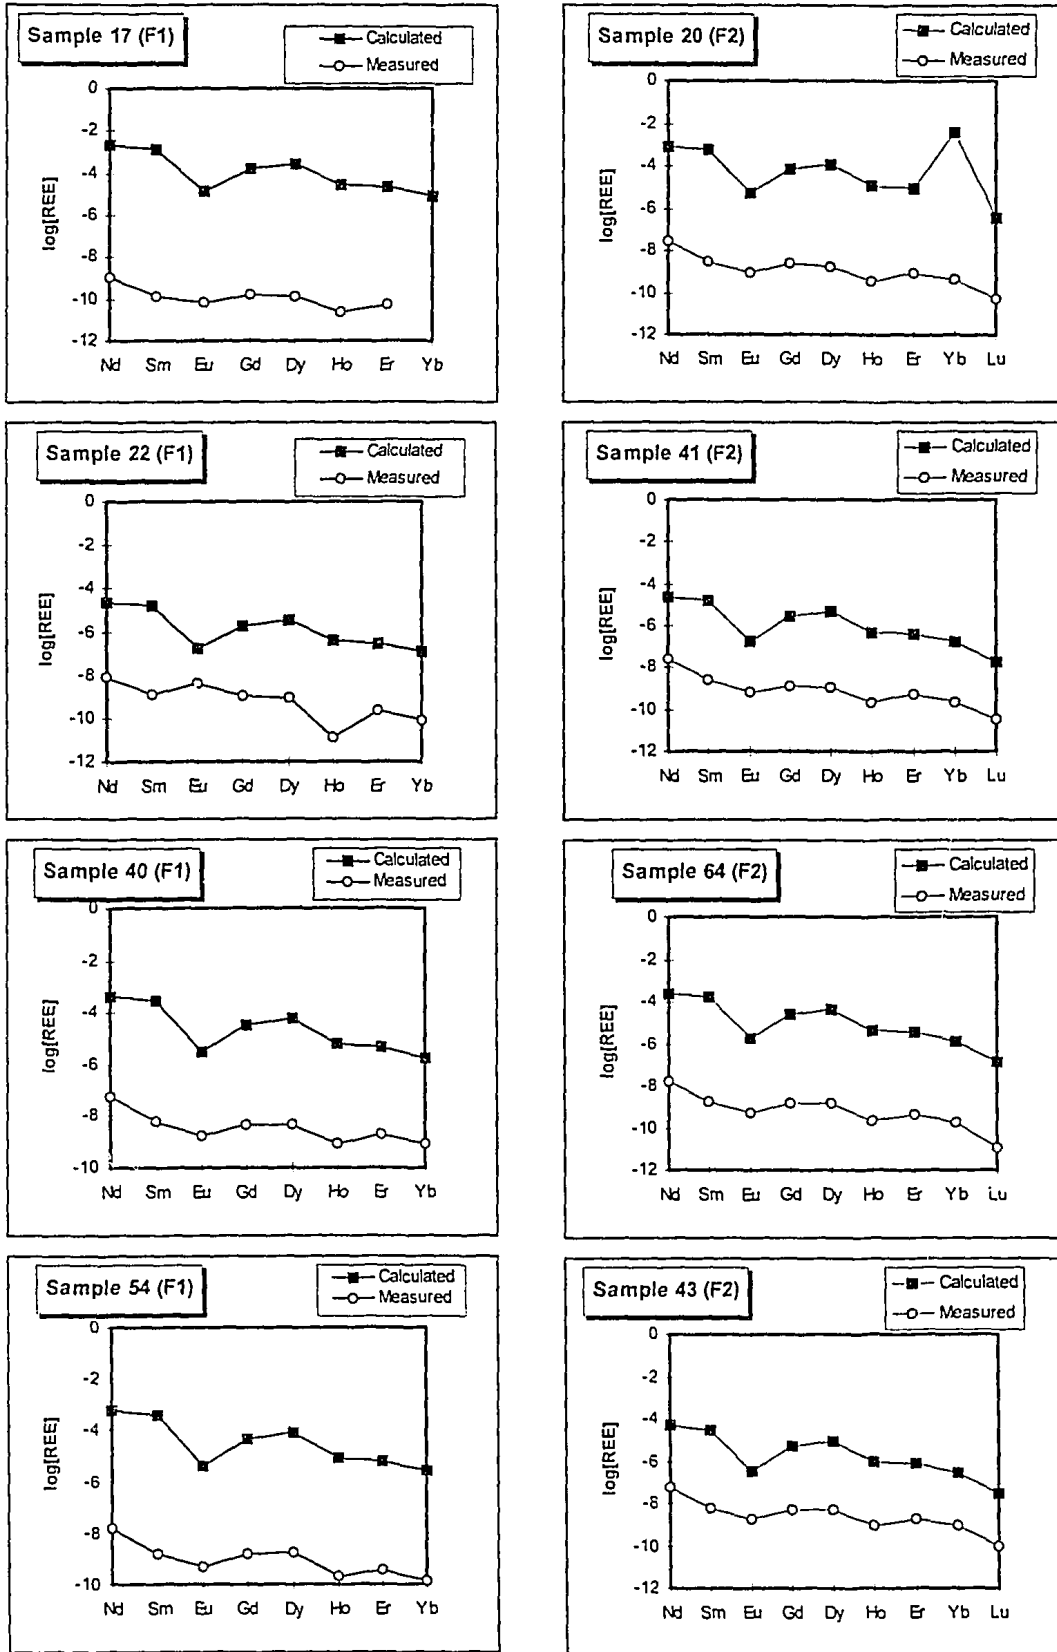 Sample 17 (F1)
Calculated
Measured
0
-2
-4
-6
-8
-10
-12
log[REE]
Nd Sm Eu Gd Dy Ho Er Yb
Sample 20 (F2)
Calculated
Measured
0
-2
-4
-6
-8
-10
-12
log[REE]
Nd Sm Eu Gd Dy Ho Er Yb Lu
Sample 22 (F1)
Calculated
Measured
0
-2
-4
-6
-8
-10
-12
log[REE]
Nd Sm Eu Gd Dy Ho Er Yb
Sample 41 (F2)
Calculated
Measured
0
-2
-4
-6
-8
-10
-12
log[REE]
Nd Sm Eu Gd Dy Ho Er Yb Lu
Sample 40 (F1)
Calculated
Measured
0
-2
-4
-6
-8
-10
log[REE]
Nd Sm Eu Gd Dy Ho Er Yb
Sample 64 (F2)
Calculated
Measured
0
-2
-4
-6
-8
-10
-12
log[REE]
Nd Sm Eu Gd Dy Ho Er Yb Lu
Sample 54 (F1)
Calculated
Measured
0
-2
-4
-6
-8
-10
log[REE]
Nd Sm Eu Gd Dy Ho Er Yb
Sample 43 (F2)
Calculated
Measured
0
-2
-4
-6
-8
-10
-12
log[REE]
Nd Sm Eu Gd Dy Ho Er Yb Lu